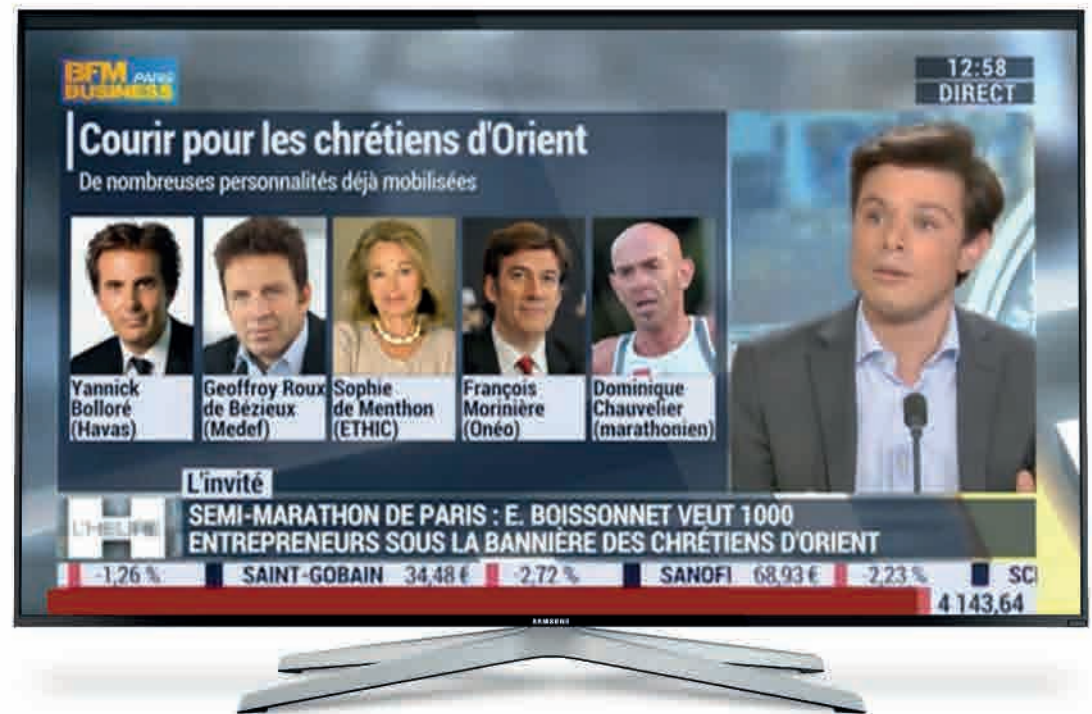 BFM PARIS
BUSINESS
12:58
DIRECT
Courir pour les chrétiens d'Orient
De nombreuses personnalités déjà mobilisées
Yannick
Bolloré
(Havas)
Geoffroy Roux
de Bézieux
(Medef)
Sophie
de Menthon
(ETHIC)
François
Morinière
(Onéo)
Dominique
Chauvelier
(marathonien)
L'invité
L'HEURE H
SEMI-MARATHON DE PARIS : E. BOISSONNET VEUT 1000
ENTREPRENEURS SOUS LA BANNIÈRE DES CHRÉTIENS D'ORIENT
-1,26 % SAINT-GOBAIN 34,48 € -2,72 % SANOFI 68,93 € -2,23 % SC
4 143,64
SAMSUNG